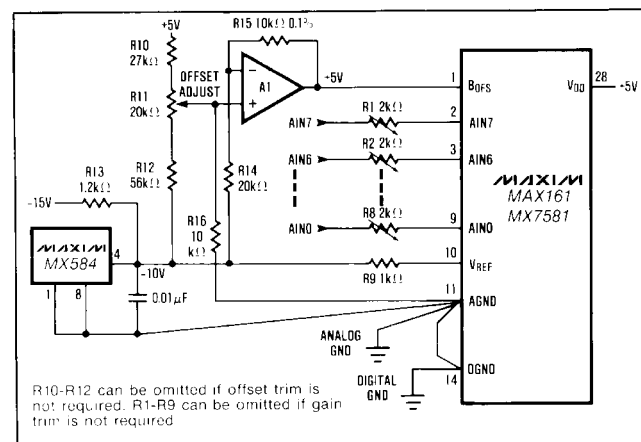 R15 10kΩ 0.1%
+5V
R10
27kΩ
OFFSET
ADJUST
R11
20kΩ
A1
−
+
+5V
1 BOFS
VDD 28
-5V
AIN7
R1 2kΩ
2 AIN7
R13
1.2kΩ
R12
56kΩ
AIN6
R2 2kΩ
3 AIN6
MAXIM
MAX161
MX7581
R14
20kΩ
-15V
R16
10
kΩ
AIN0
R8 2kΩ
9 AIN0
MAXIM
MX584
4
-10V
R9 1kΩ
10 VREF
1
8
0.01μF
11 AGND
ANALOG
GND
DIGITAL
GND
14 DGND
R10-R12 can be omitted if offset trim is
not required. R1-R9 can be omitted if gain
trim is not required